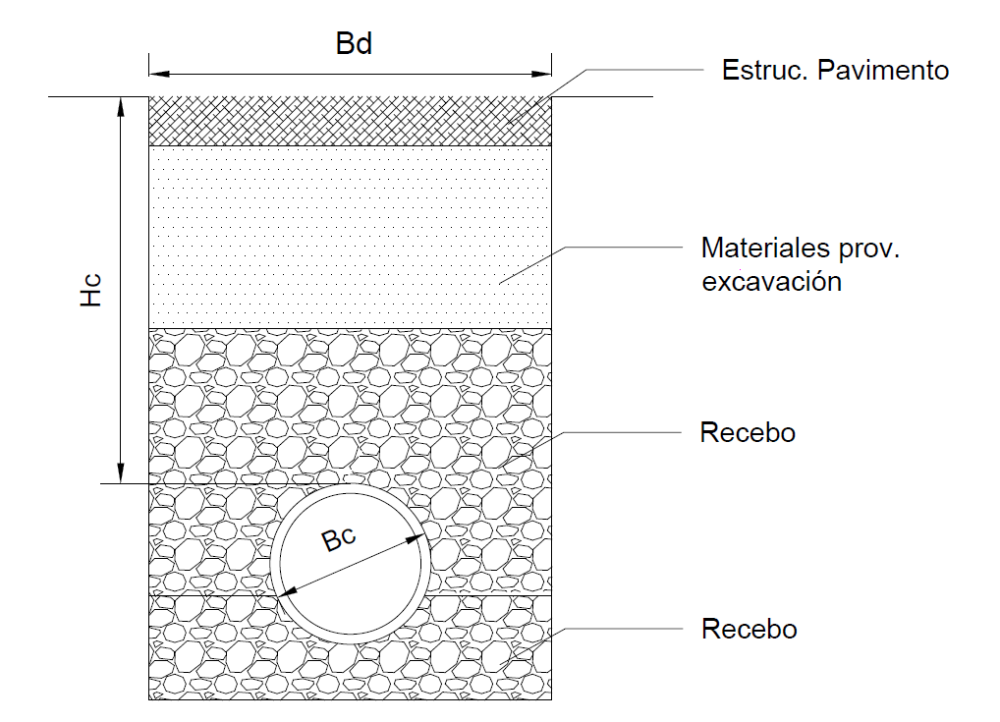 Bd
Estruc. Pavimento
Materiales prov.
excavación
Hc
Recebo
Bc
Recebo